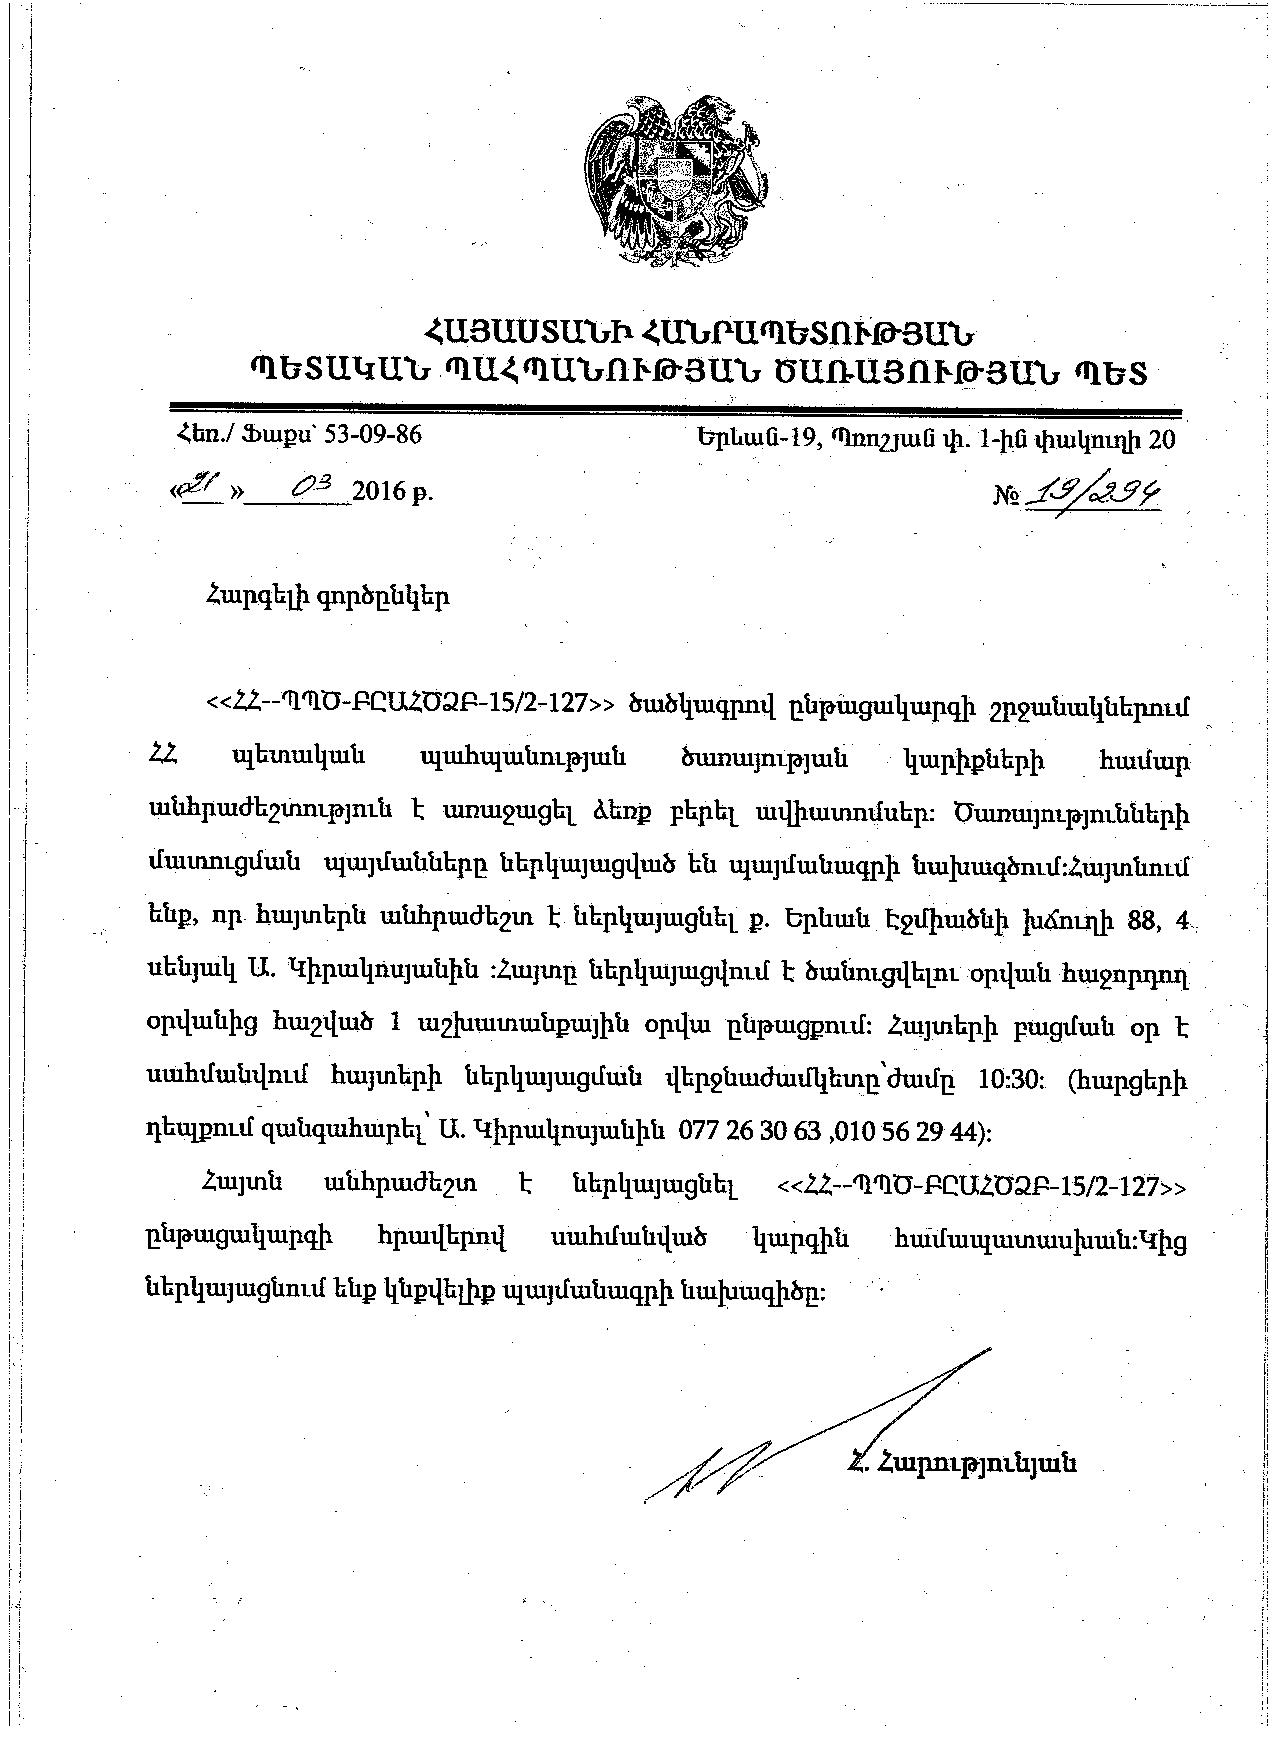 ՀԱՅԱՍՏԱՆԻ ՀԱՆՐԱՊԵՏՈՒԹՅԱՆ
ՊԵՏԱԿԱՆ ՊԱՀՊԱՆՈՒԹՅԱՆ ԾԱՌԱՅՈՒԹՅԱՆ ՊԵՏ
Հեռ./ Ֆաքս՝ 53-09-86
Երևան-19, Պռոշյան փ. 1-ին փակուղի 20
«21» 03 2016 թ.
№ 19/294
Հարգելի գործընկեր
<<ՀՀ--ՊՊԾ-ԲԸԱՀԾՁԲ-15/2-127>> ծածկագրով ընթացակարգի շրջանակներում
ՀՀ պետական պահպանության ծառայության կարիքների համար
անհրաժեշտություն է առաջացել ձեռք բերել ավիատոմսեր: Ծառայությունների
մատուցման պայմանները ներկայացված են պայմանագրի նախագծում:Հայտնում
ենք, որ հայտերն անհրաժեշտ է ներկայացնել ք. Երևան Էջմիածնի խճուղի 88, 4
սենյակ Ա. Կիրակոսյանին :Հայտը ներկայացվում է ծանուցվելու օրվան հաջորդող
օրվանից հաշված 1 աշխատանքային օրվա ընթացքում: Հայտերի բացման օր է
սահմանվում հայտերի ներկայացման վերջնաժամկետը՝ժամը 10:30: (հարցերի
դեպքում զանգահարել՝ Ա. Կիրակոսյանին 077 26 30 63 ,010 56 29 44):
Հայտն անհրաժեշտ է ներկայացնել <<ՀՀ--ՊՊԾ-ԲԸԱՀԾՁԲ-15/2-127>>
ընթացակարգի հրավերով սահմանված կարգին համապատասխան:Կից
ներկայացնում ենք կնքվելիք պայմանագրի նախագիծը:
Հ. Հարությունյան